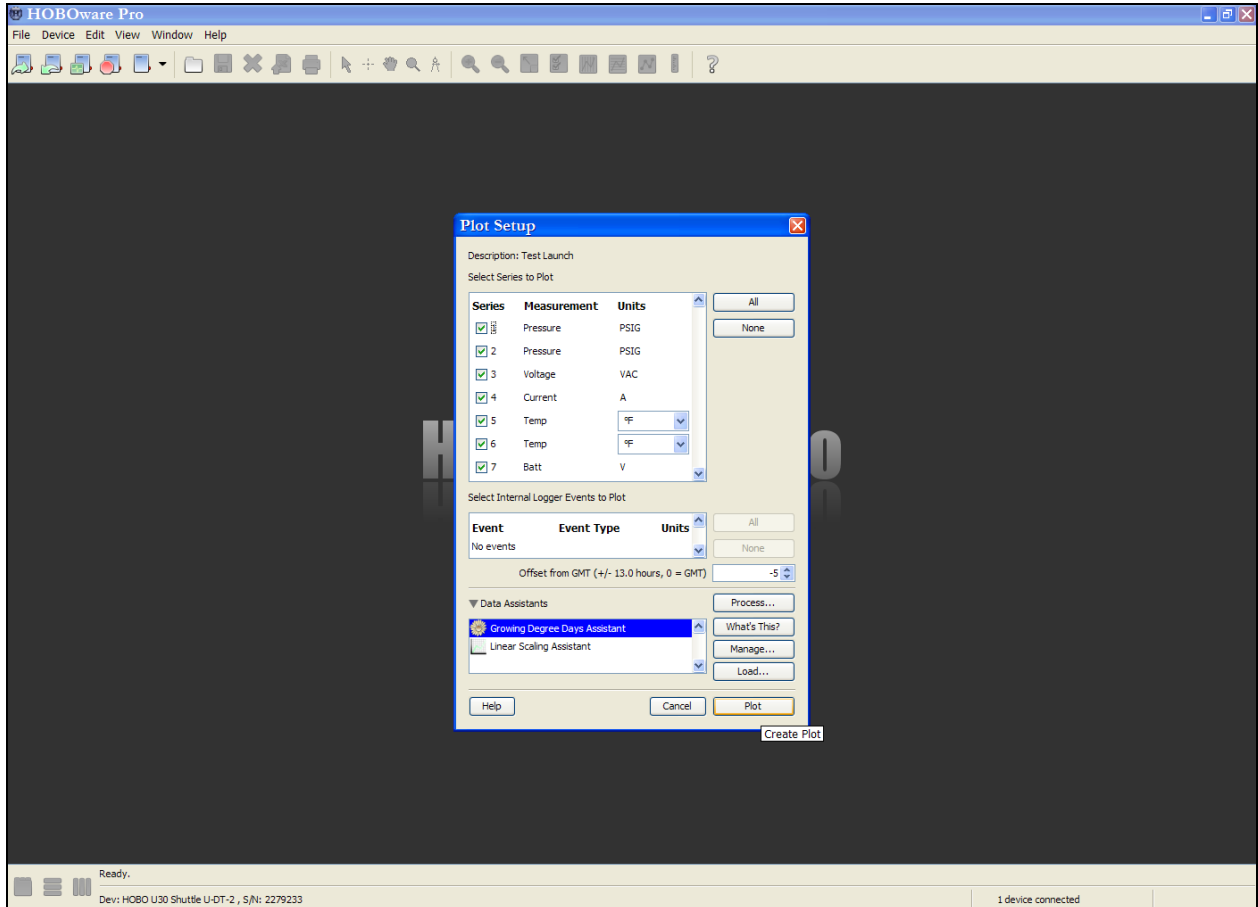 HOBOware Pro
File Device Edit View Window Help
Plot Setup
Description: Test Launch
Select Series to Plot
Series Measurement Units
1 Pressure PSIG
2 Pressure PSIG
3 Voltage VAC
4 Current A
5 Temp °F
6 Temp °F
7 Batt V
All
None
Select Internal Logger Events to Plot
Event Event Type Units
No events
All
None
Offset from GMT (+/- 13.0 hours, 0 = GMT) -5
Data Assistants
Growing Degree Days Assistant
Linear Scaling Assistant
Process...
What's This?
Manage...
Load...
Help Cancel Plot
Create Plot
H O
Ready.
Dev: HOBO U30 Shuttle U-DT-2 , S/N: 2279233 1 device connected